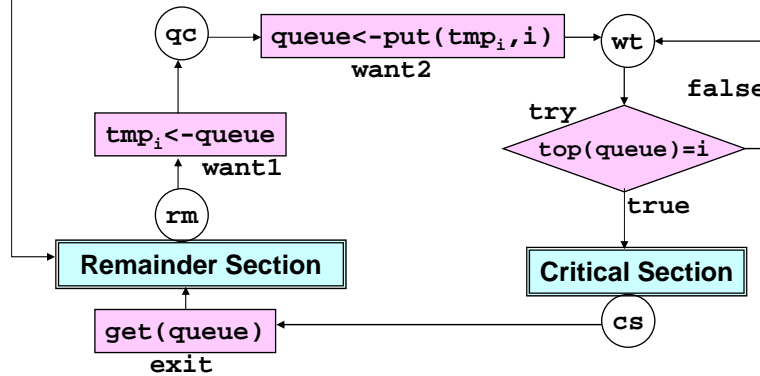 qc
queue<-put(tmpi,i)
wt
want2
false
try
tmpi<-queue
top(queue)=i
want1
rm
true
Remainder Section
Critical Section
get(queue)
cs
exit